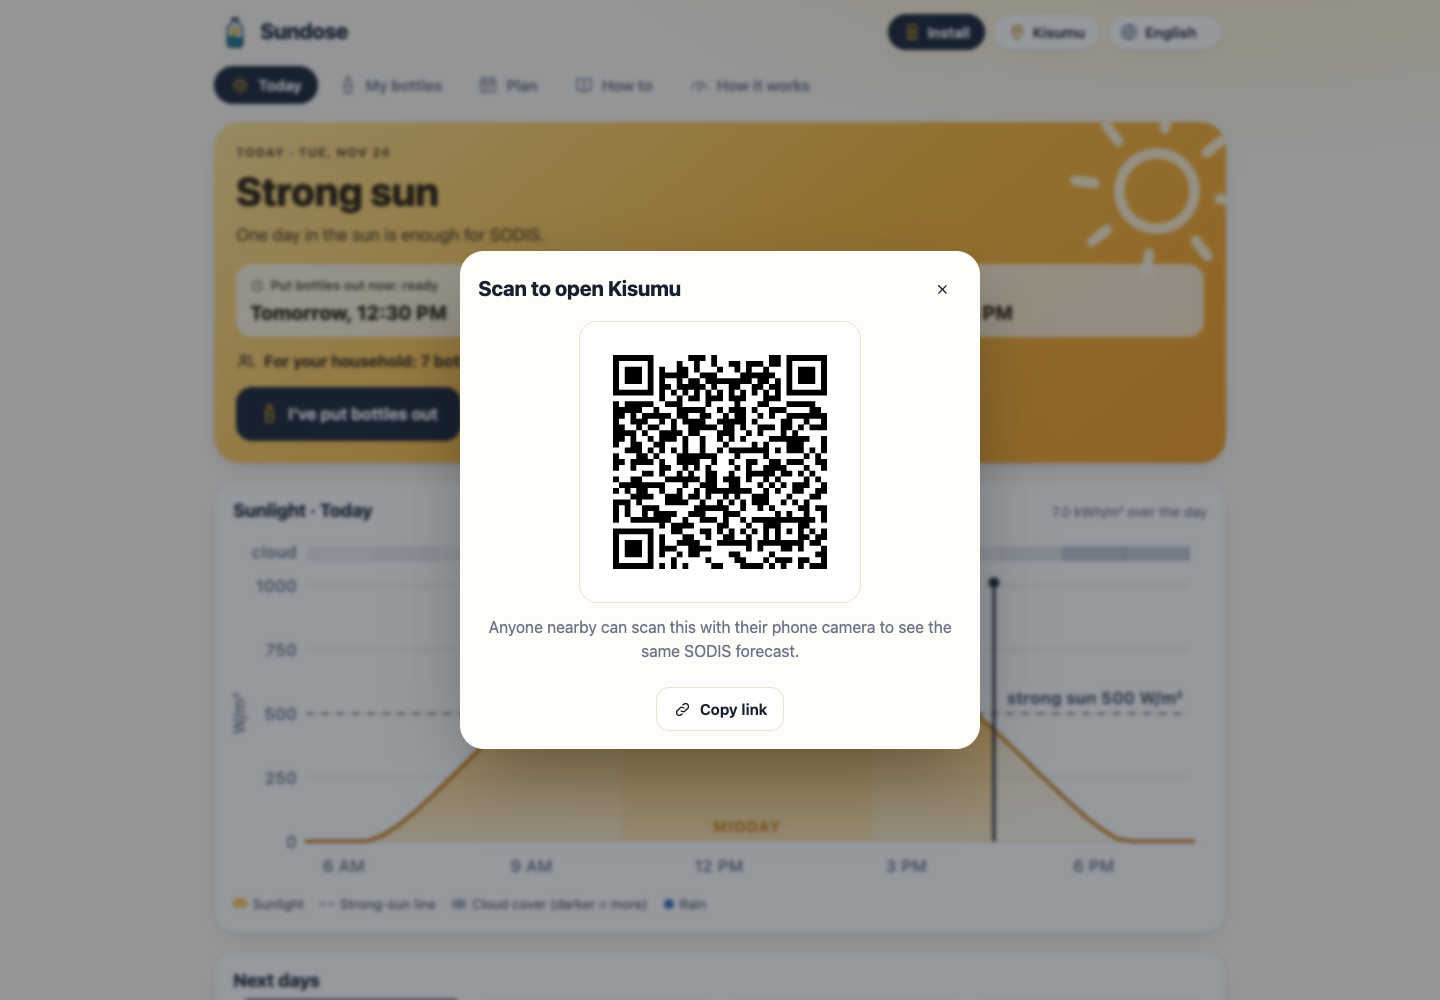 Sundose
Install
Kisumu
English
Today
My bottles
Plan
How to
How it works
TODAY · TUE, NOV 24
Strong sun
One day in the sun is enough for SODIS.
Put bottles out now: ready
Tomorrow, 12:30 PM
PM
For your household: 7 bot
I've put bottles out
Scan to open Kisumu
Anyone nearby can scan this with their phone camera to see the
same SODIS forecast.
Copy link
Sunlight · Today
7.0 kWh/m² over the day
cloud
1000
750
500
250
0
W/m²
strong sun 500 W/m²
MIDDAY
6 AM
9 AM
12 PM
3 PM
6 PM
Sunlight
Strong-sun line
Cloud cover (darker = more)
Rain
Next days